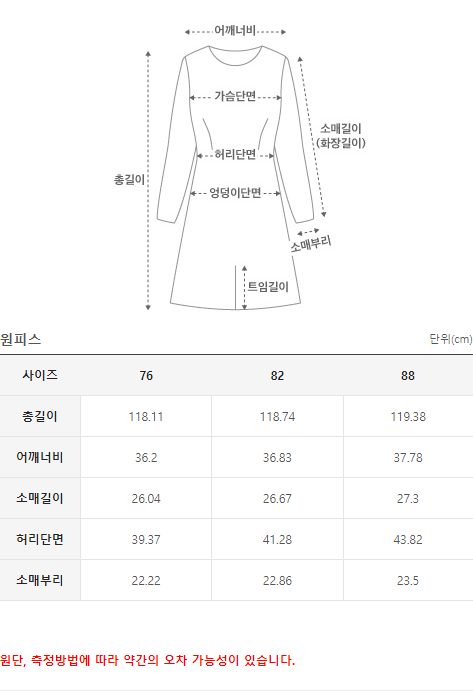 어깨너비
가슴단면
소매길이
(화장길이)
허리단면
총길이
엉덩이단면
소매부리
트임길이
원피스 단위(cm)
사이즈 76 82 88
총길이 118.11 118.74 119.38
어깨너비 36.2 36.83 37.78
소매길이 26.04 26.67 27.3
허리단면 39.37 41.28 43.82
소매부리 22.22 22.86 23.5
원단, 측정방법에 따라 약간의 오차 가능성이 있습니다.